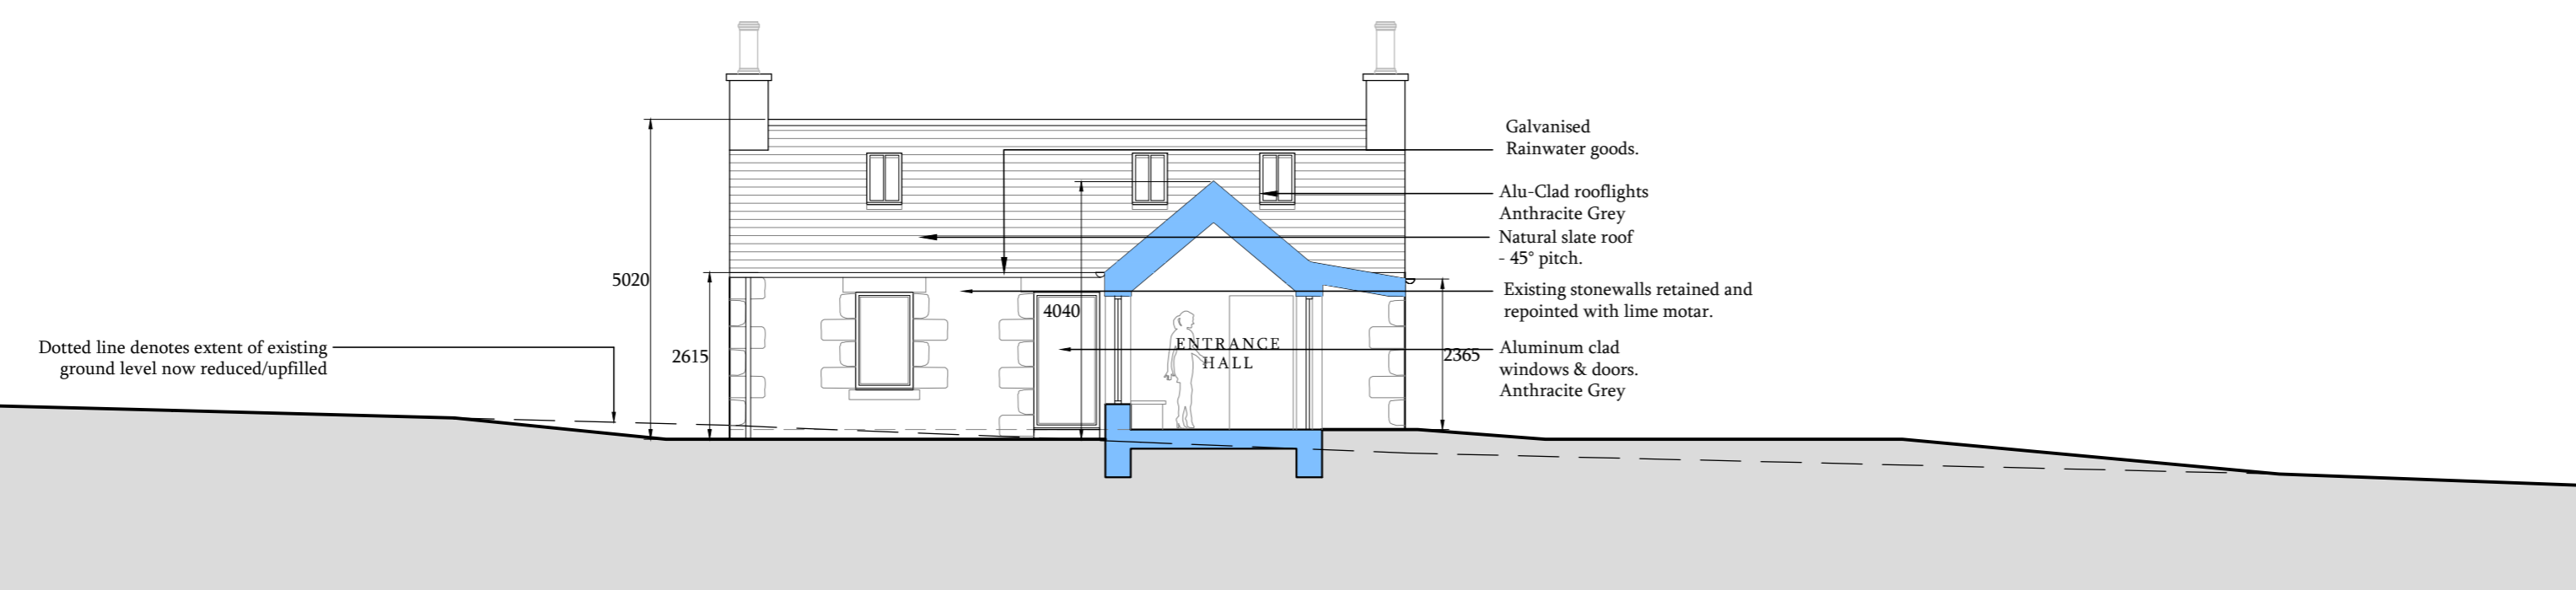 Galvanised
Rainwater goods.
Alu-Clad rooflights
Anthracite Grey
Natural slate roof
- 45° pitch.
5020
Existing stonewalls retained and
repointed with lime motar.
4040
Dotted line denotes extent of existing
ground level now reduced/upfilled
2615
ENTRANCE
HALL
2365
Aluminum clad
windows & doors.
Anthracite Grey